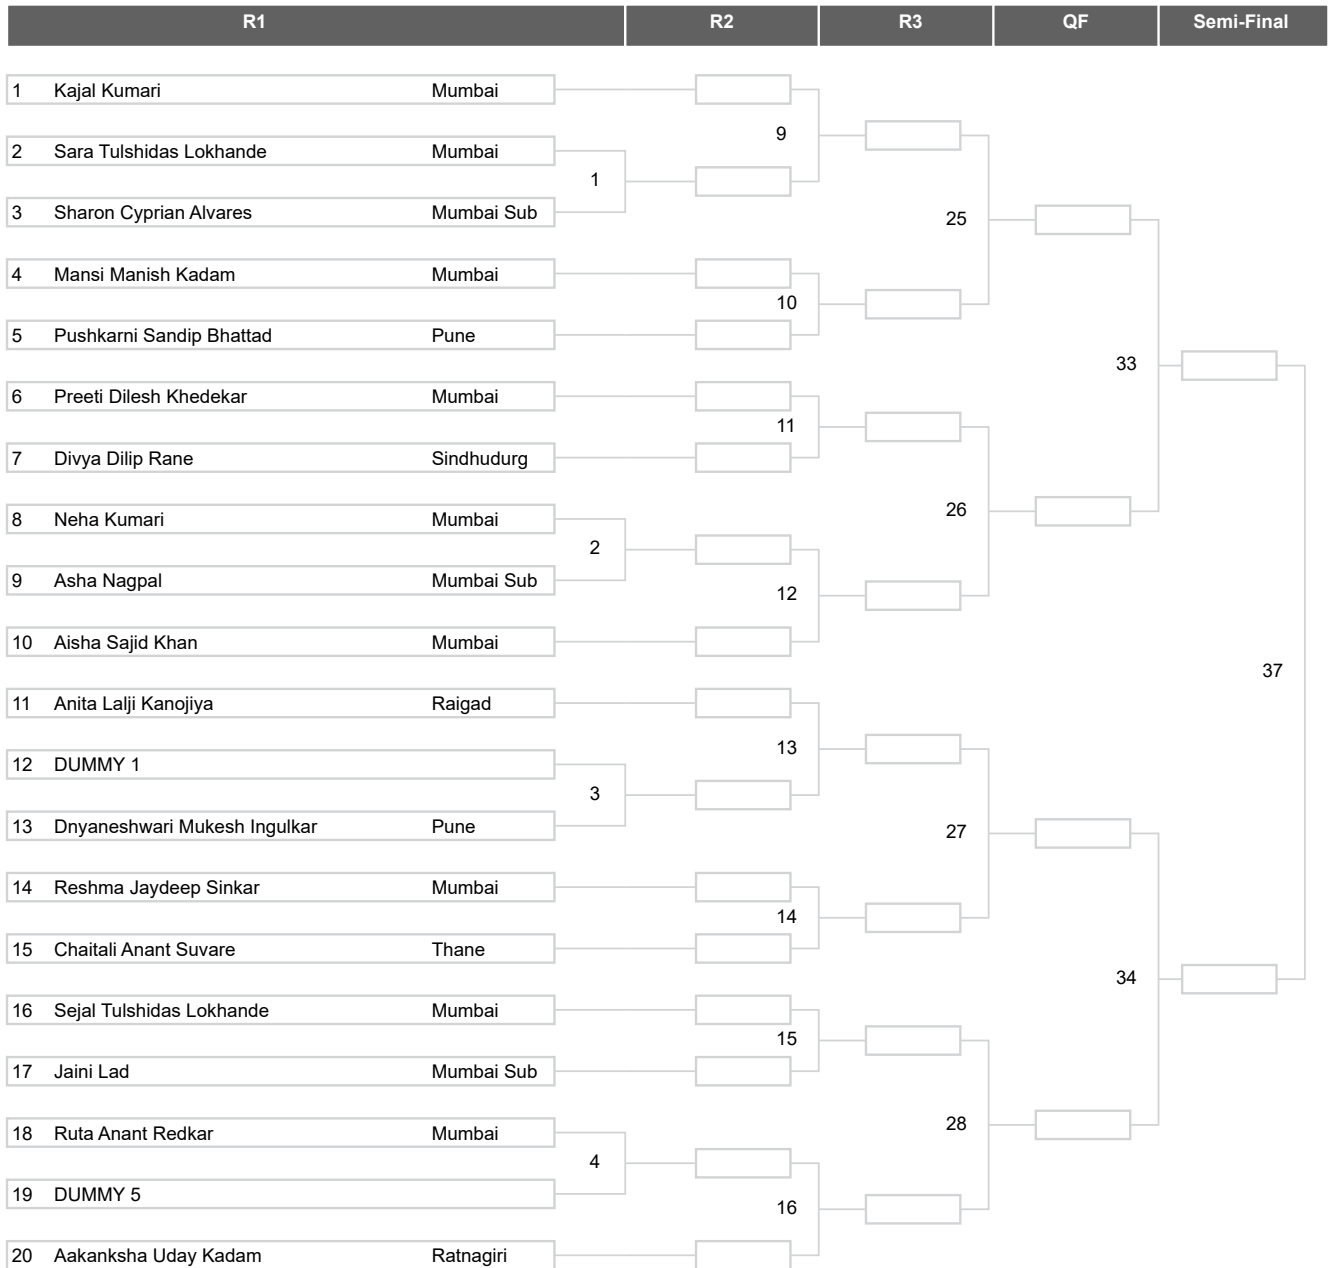 R1 R2 R3 QF Semi-Final
1 Kajal Kumari Mumbai
9
2 Sara Tulshidas Lokhande Mumbai
1
3 Sharon Cyprian Alvares Mumbai Sub
25
4 Mansi Manish Kadam Mumbai
10
5 Pushkarni Sandip Bhattad Pune
33
6 Preeti Dilesh Khedekar Mumbai
11
7 Divya Dilip Rane Sindhudurg
26
8 Neha Kumari Mumbai
2
9 Asha Nagpal Mumbai Sub
12
10 Aisha Sajid Khan Mumbai
37
11 Anita Lalji Kanojiya Raigad
13
12 DUMMY 1
3
13 Dnyaneshwari Mukesh Ingulkar Pune
27
14 Reshma Jaydeep Sinkar Mumbai
14
15 Chaitali Anant Suvare Thane
34
16 Sejal Tulshidas Lokhande Mumbai
15
17 Jaini Lad Mumbai Sub
28
18 Ruta Anant Redkar Mumbai
4
19 DUMMY 5
16
20 Aakanksha Uday Kadam Ratnagiri